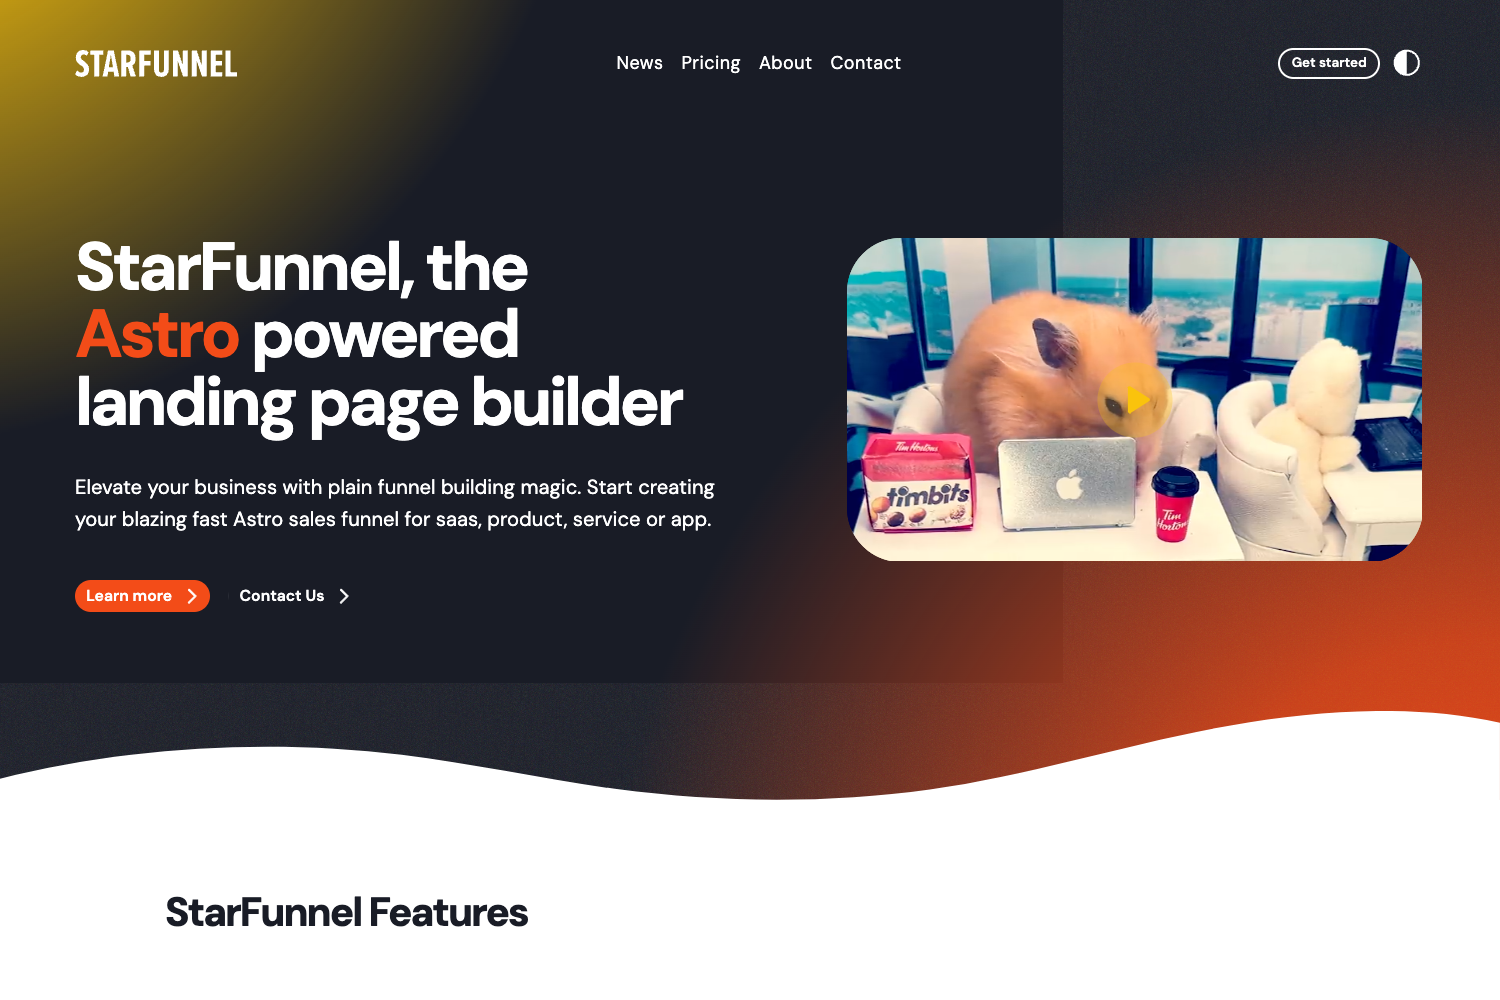 STARFUNNEL
News Pricing About Contact
Get started
StarFunnel, the
Astro powered
landing page builder
Elevate your business with plain funnel building magic. Start creating
your blazing fast Astro sales funnel for saas, product, service or app.
Learn more
Contact Us
Tim Hortons
timbits
Tim
Hortons
StarFunnel Features